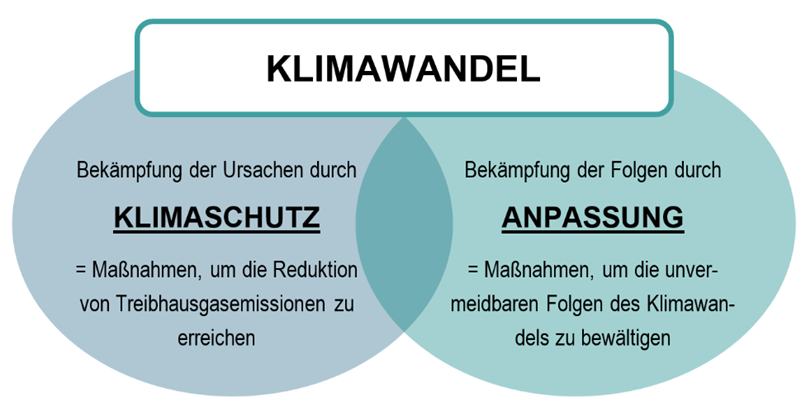 KLIMAWANDEL
Bekämpfung der Ursachen durch
KLIMASCHUTZ
= Maßnahmen, um die Reduktion
von Treibhausgasemissionen zu
erreichen
Bekämpfung der Folgen durch
ANPASSUNG
= Maßnahmen, um die unver-
meidbaren Folgen des Klimawan-
dels zu bewältigen